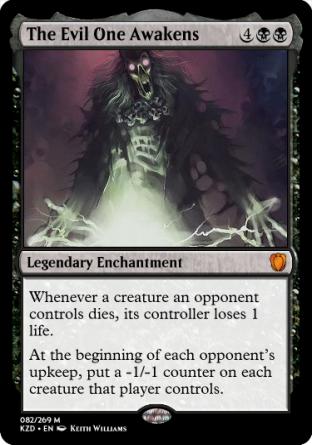 The Evil One Awakens 4
Legendary Enchantment
Whenever a creature an opponent
controls dies, its controller loses 1
life.
At the beginning of each opponent's
upkeep, put a -1/-1 counter on each
creature that player controls.
082/269 M
KZD • EN KEITH WILLIAMS